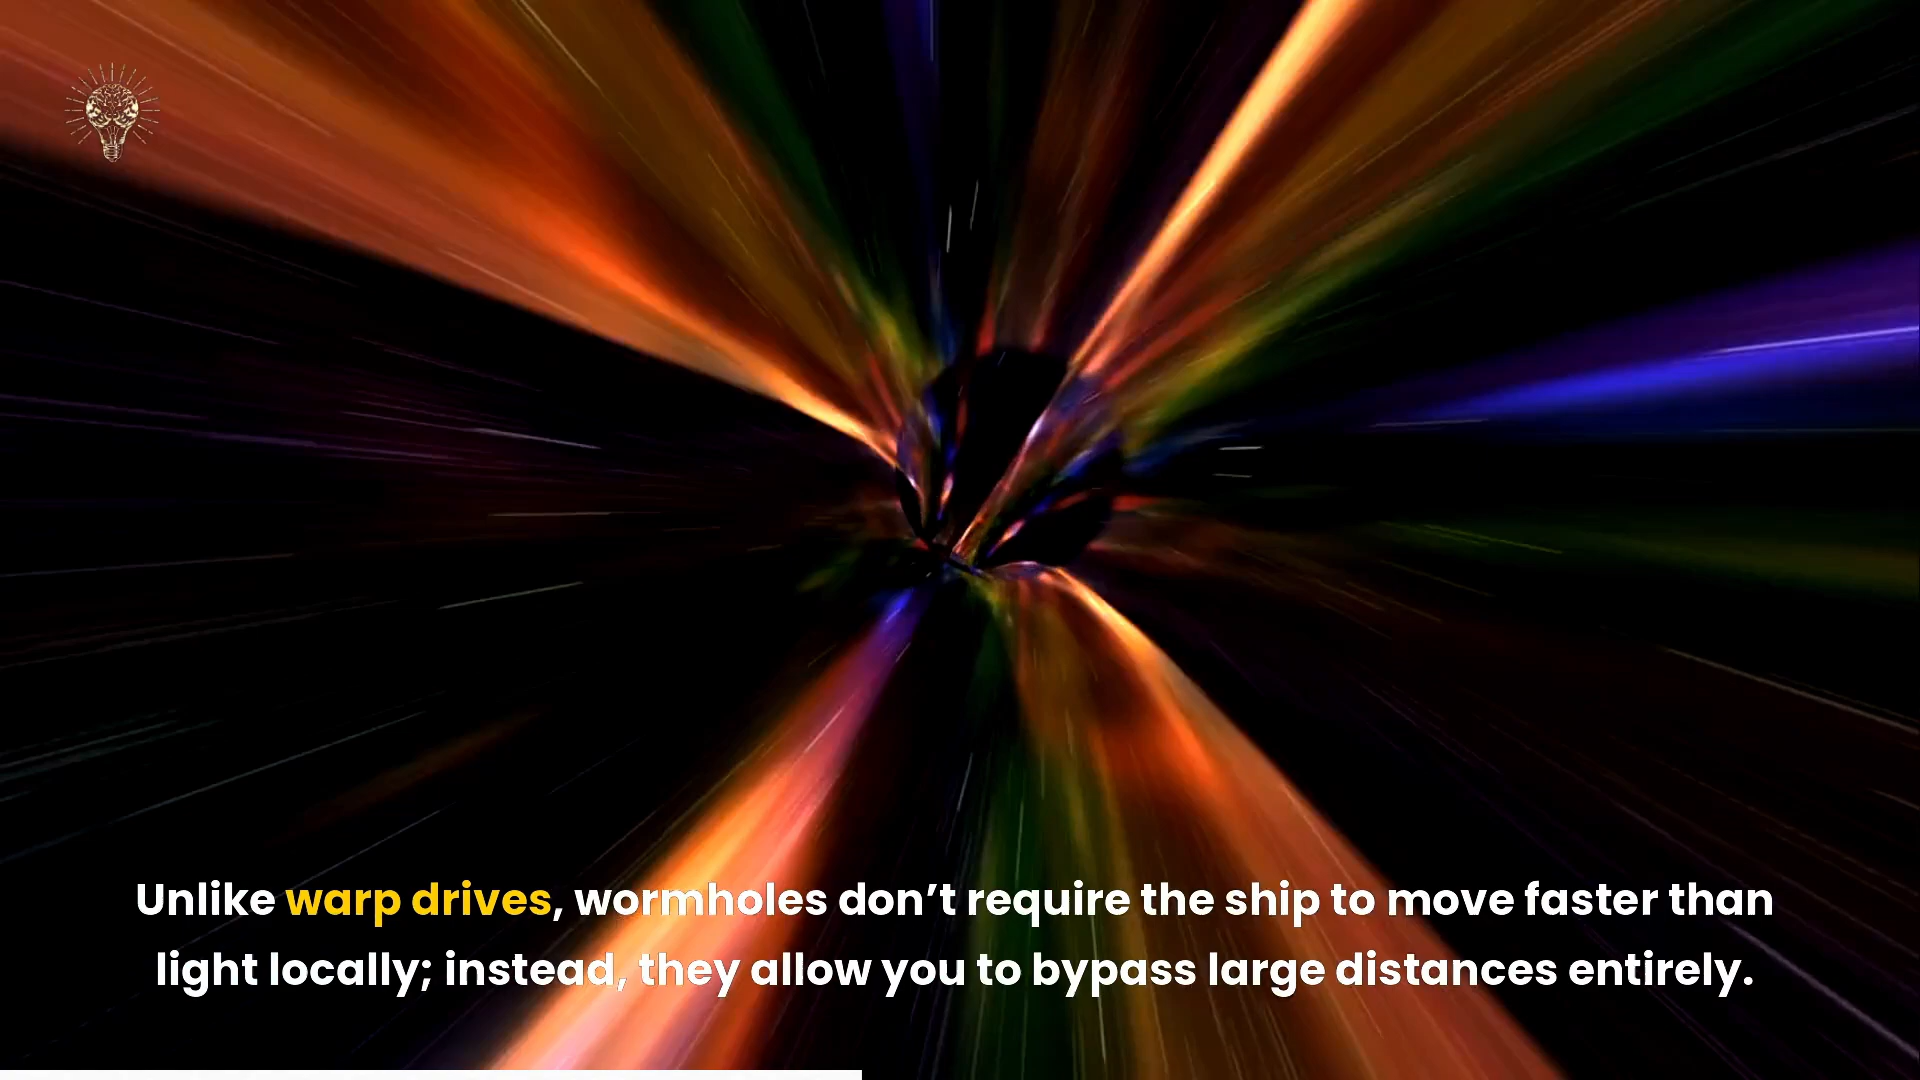 Unlike warp drives, wormholes don’t require the ship to move faster than
light locally; instead, they allow you to bypass large distances entirely.